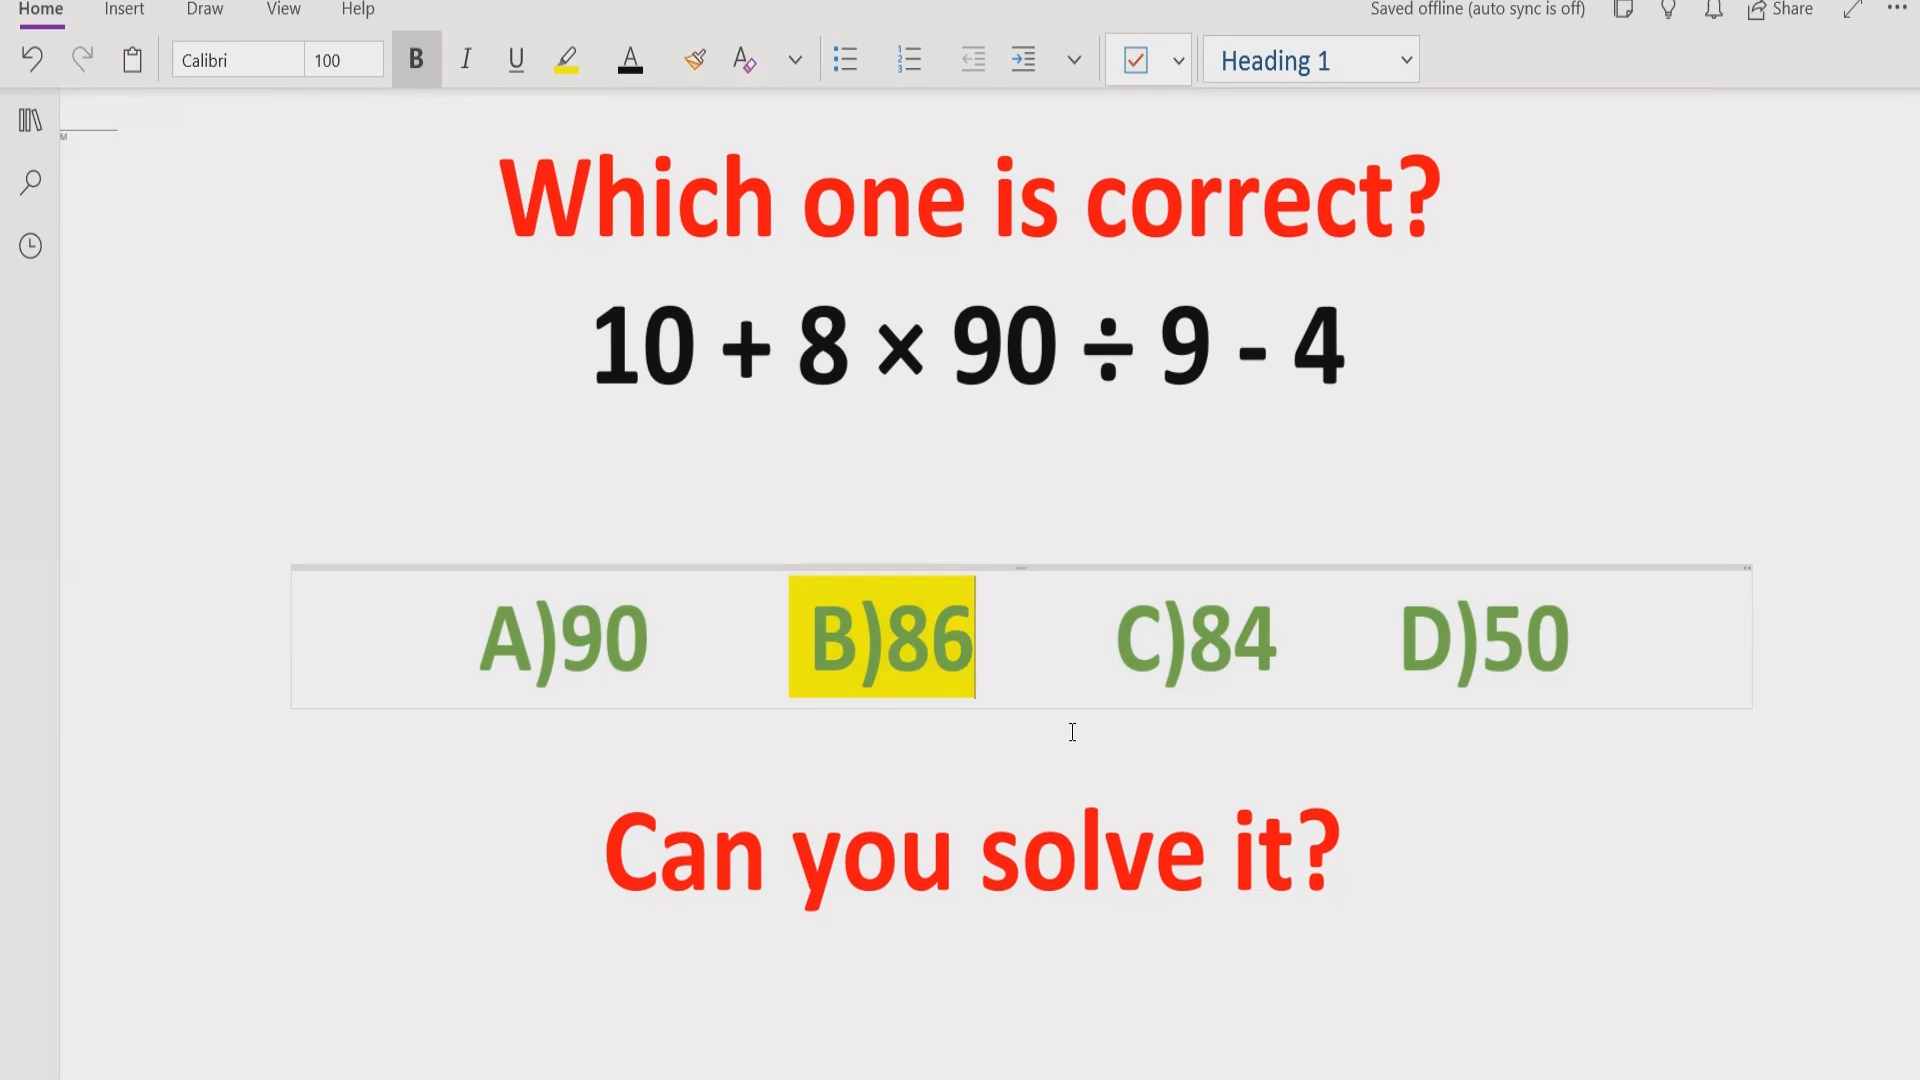 Home Insert Draw View Help Saved offline (auto sync is off) Share
Calibri 100 B I U A A Heading 1
M
Which one is correct?
10 + 8 × 90 ÷ 9 - 4
A)90 B)86 C)84 D)50
Can you solve it?